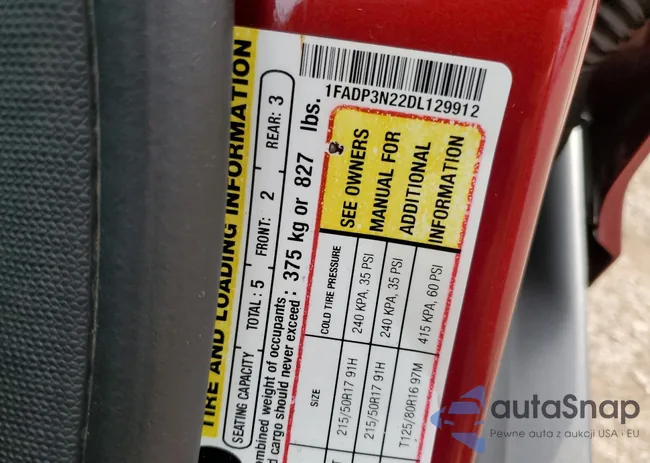 1FADP3N22DL129912
TIRE AND LOADING INFORMATION
SEATING CAPACITY TOTAL : 5 FRONT: 2 REAR: 3
ombined weight of occupants
d cargo should never exceed : 375 kg or 827 lbs.
SIZE COLD TIRE PRESSURE SEE OWNERS
MANUAL FOR
ADDITIONAL
INFORMATION
215/50R17 91H 240 KPA, 35 PSI
215/50R17 91H 240 KPA, 35 PSI
T125/80R16 97M 415 KPA, 60 PSI
autaSnap
Pewne auta z aukcji USA · EU